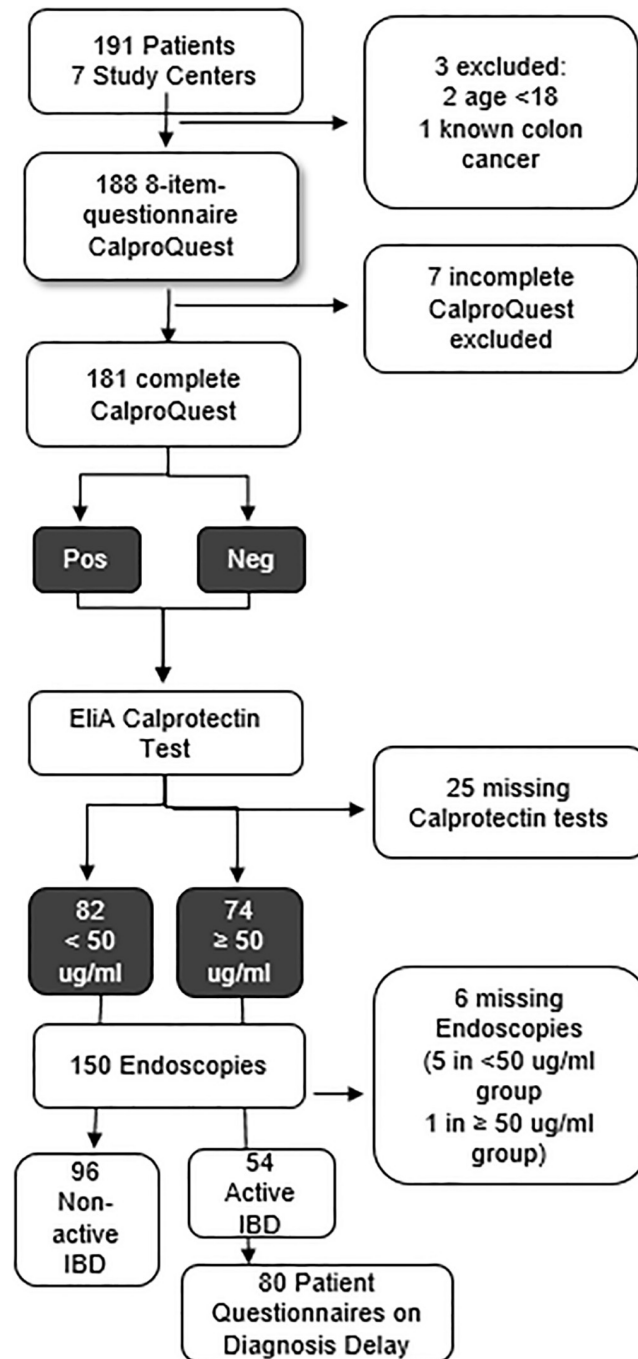 191 Patients
7 Study Centers
3 excluded:
2 age <18
1 known colon
cancer
188 8-item-
questionnaire
CalproQuest
7 incomplete
CalproQuest
excluded
181 complete
CalproQuest
Pos
Neg
EliA Calprotectin
Test
25 missing
Calprotectin tests
82
< 50
ug/ml
74
≥ 50
ug/ml
150 Endoscopies
6 missing
Endoscopies
(5 in <50 ug/ml
group
1 in ≥ 50 ug/ml
group)
96
Non-
active
IBD
54
Active
IBD
80 Patient
Questionnaires on
Diagnosis Delay